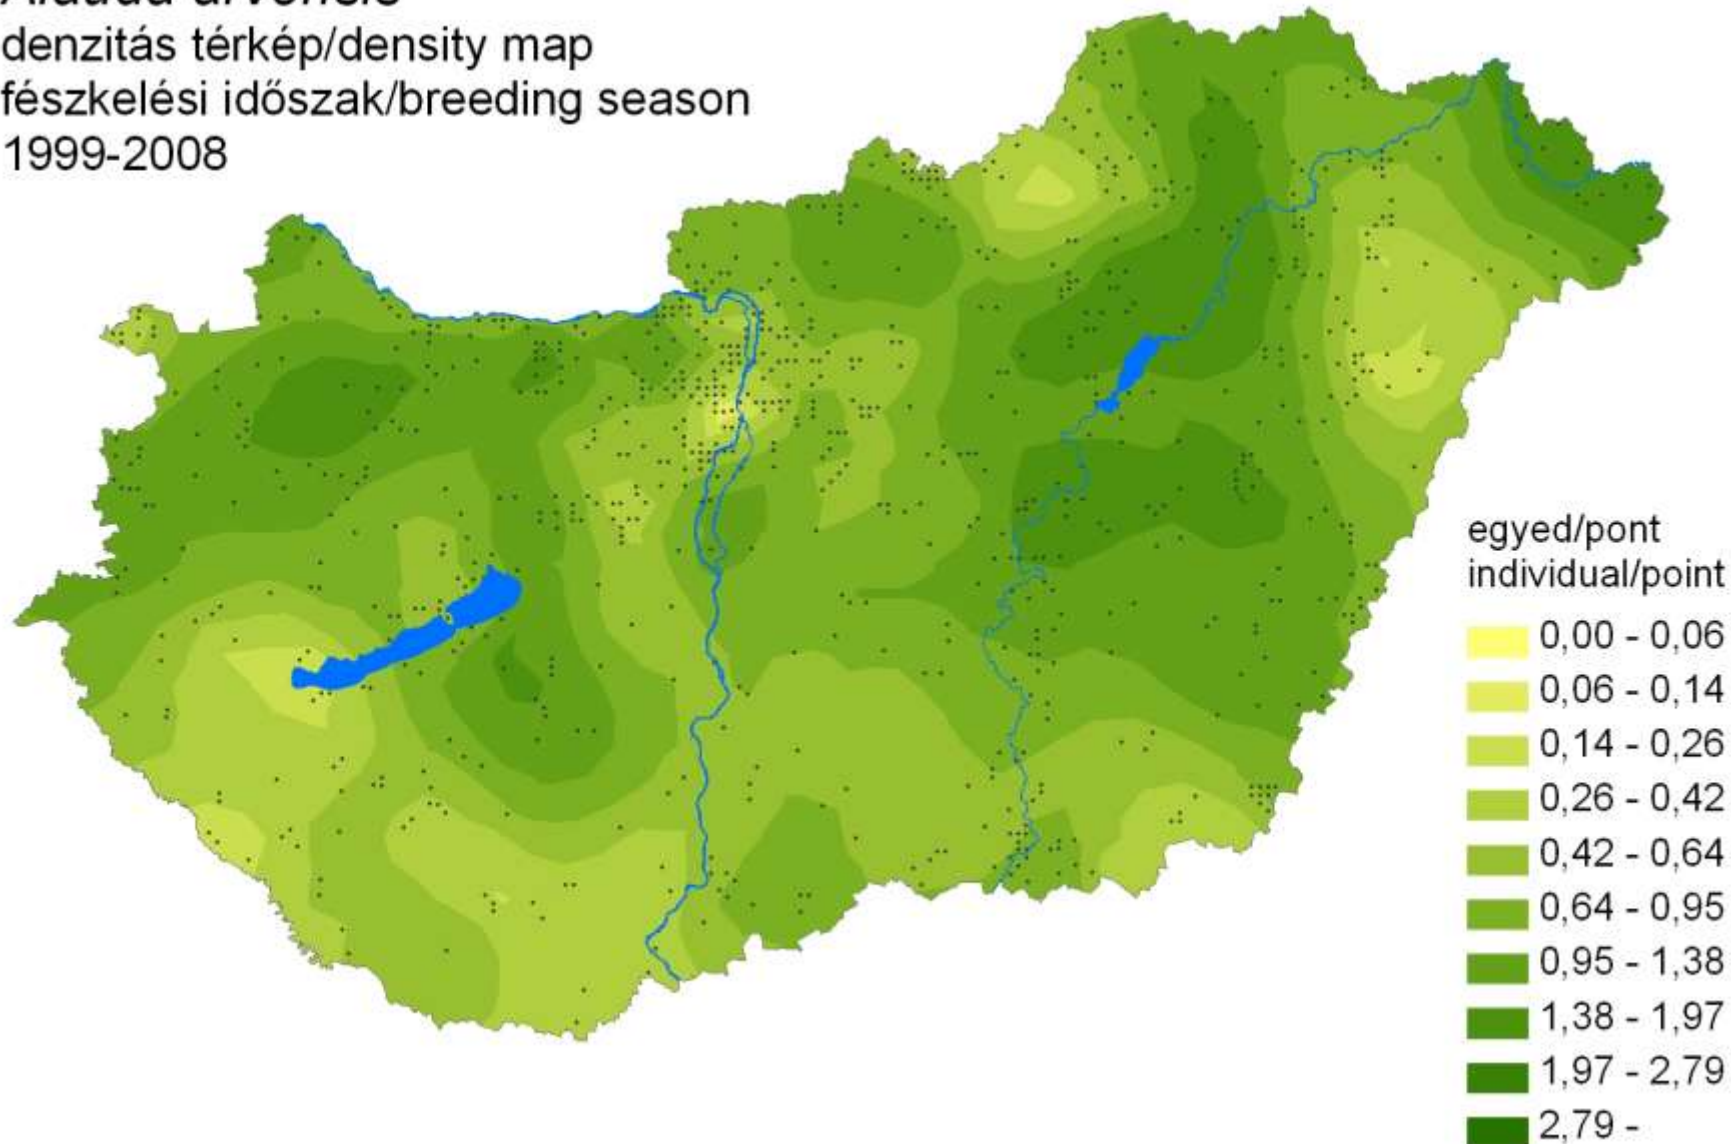 Alauda arvensis
denzitás térkép/density map
fészkelési időszak/breeding season
1999-2008
egyed/pont
individual/point
0,00 - 0,06
0,06 - 0,14
0,14 - 0,26
0,26 - 0,42
0,42 - 0,64
0,64 - 0,95
0,95 - 1,38
1,38 - 1,97
1,97 - 2,79
2,79 -